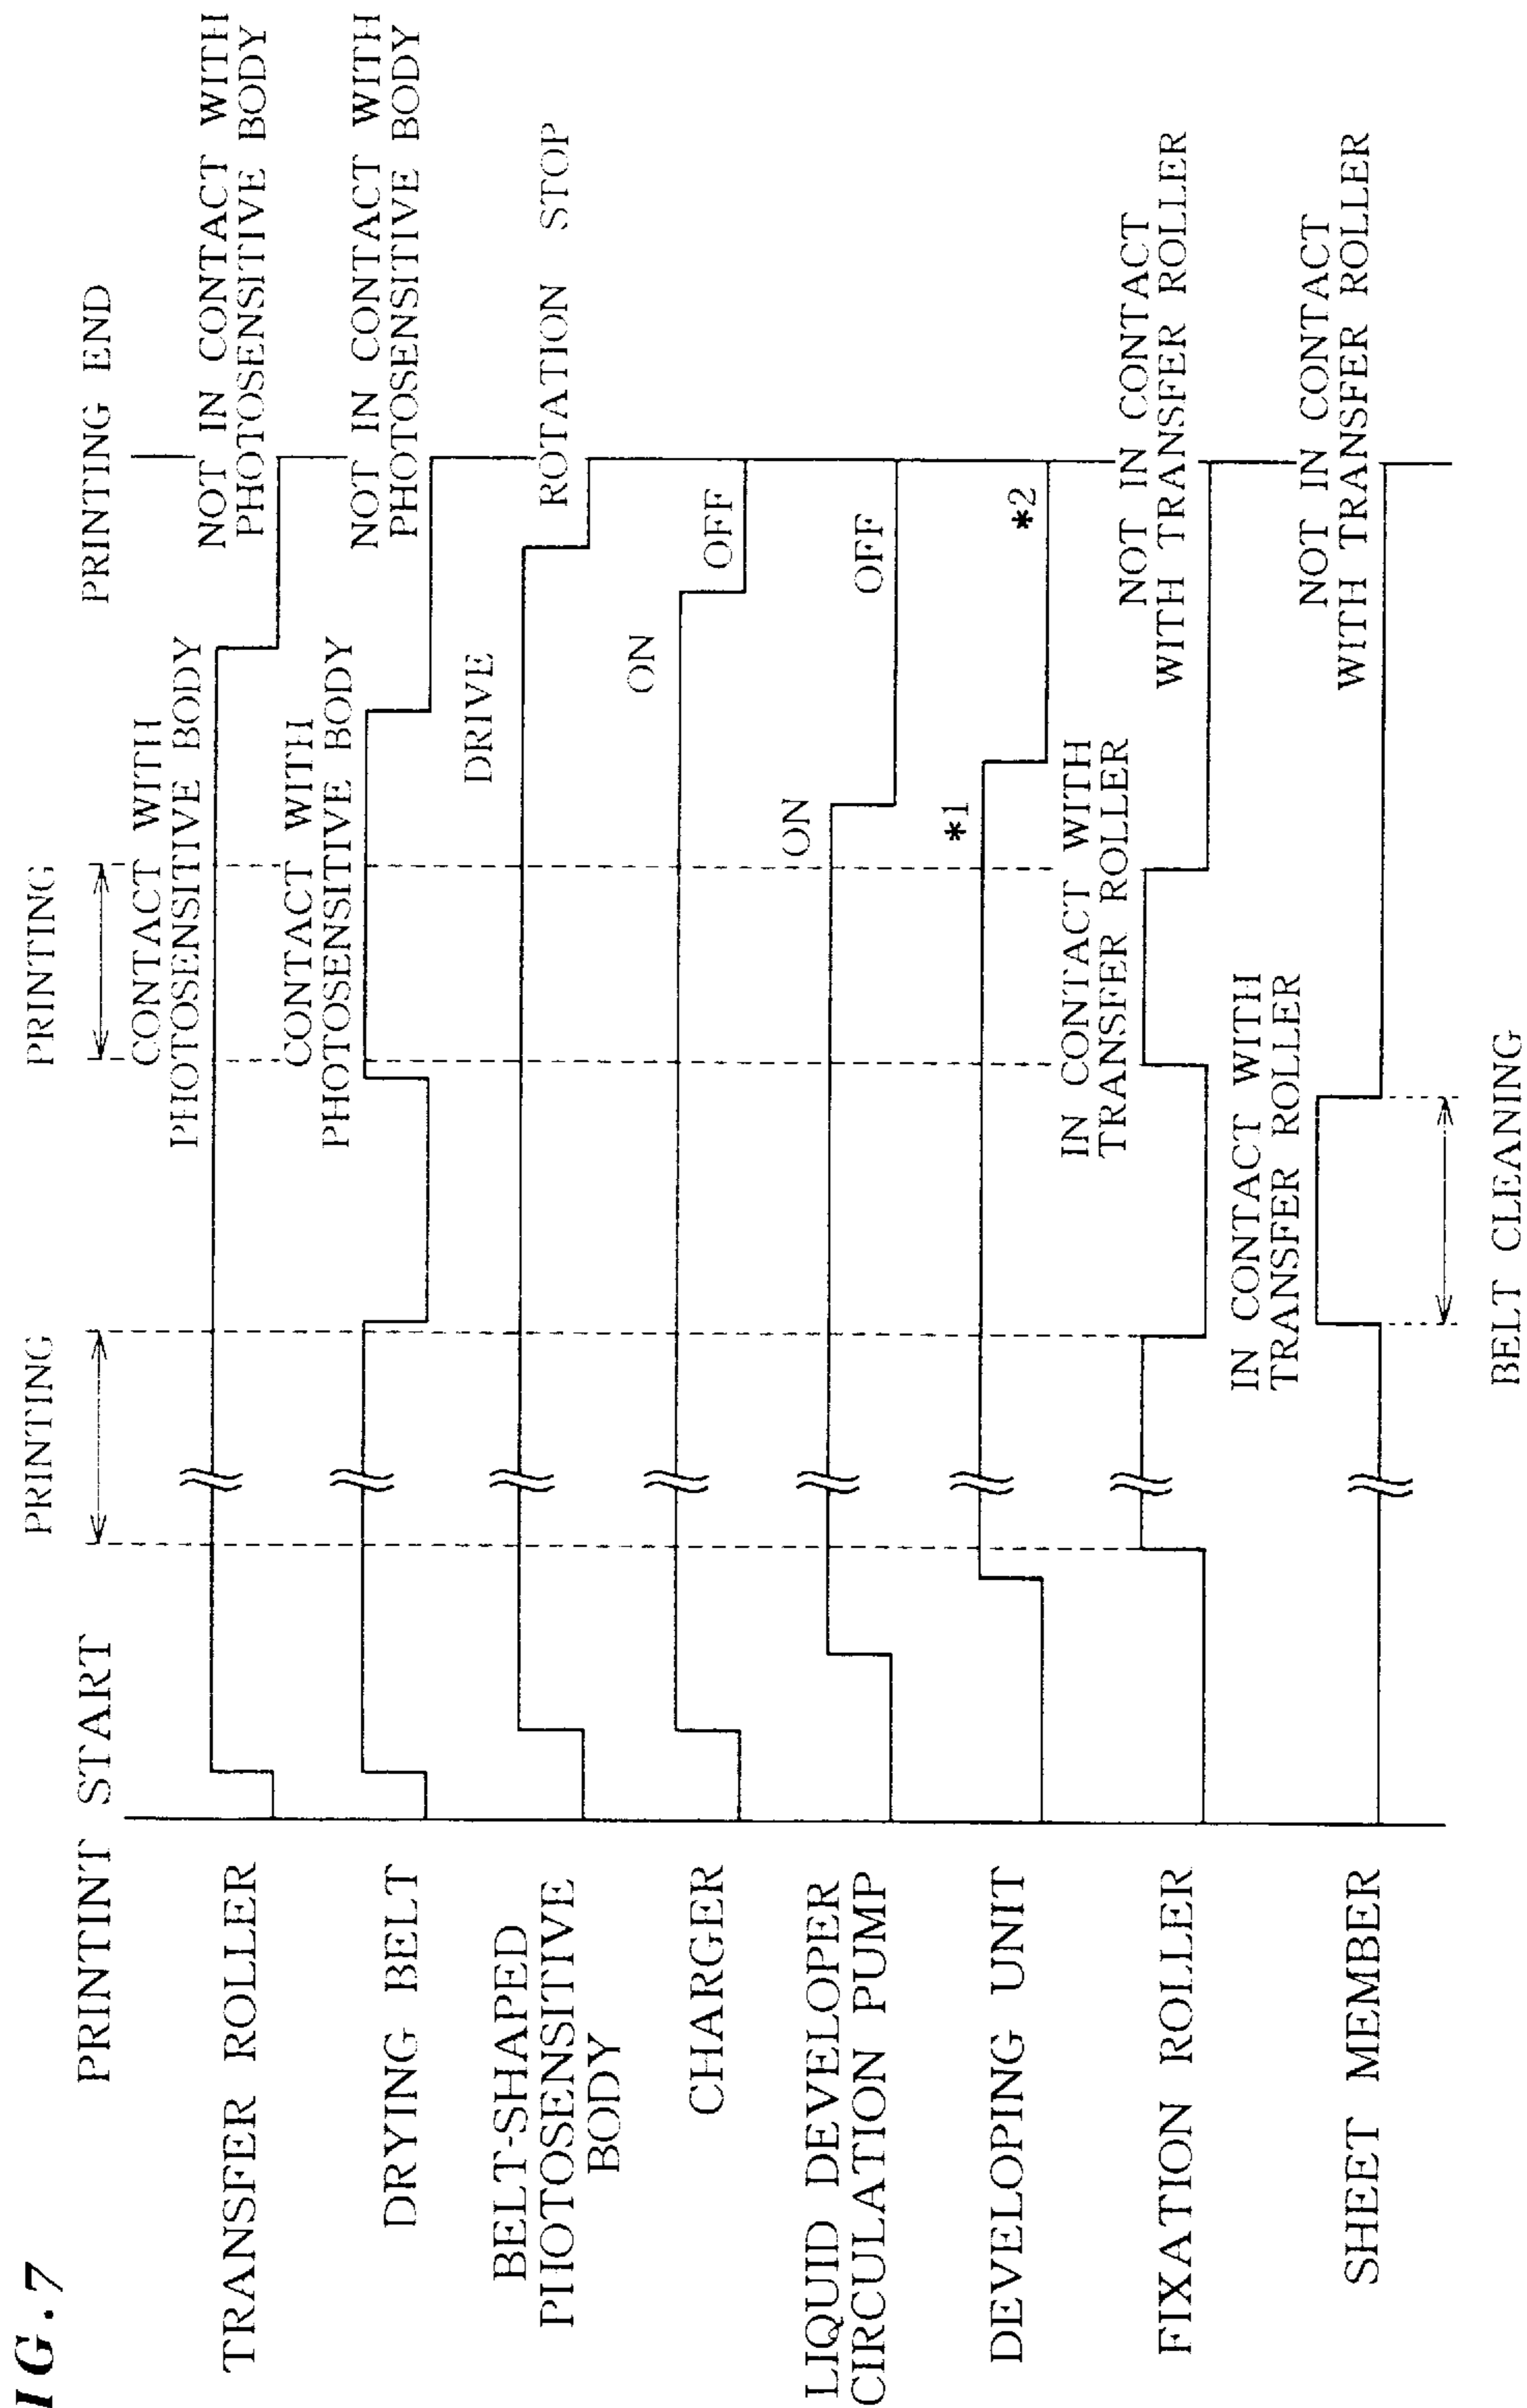 IG.7
PRINTING
PRINTING
PRINTINT START
PRINTING END
TRANSFER ROLLER
CONTACT WITH
PHOTOSENSITIVE BODY
NOT IN CONTACT WITH
PHOTOSENSITIVE BODY
DRYING BELT
CONTACT WITH
PHOTOSENSITIVE BODY
NOT IN CONTACT WITH
PHOTOSENSITIVE BODY
BELT-SHAPED
PHOTOSENSITIVE
BODY
DRIVE
ROTATION STOP
CHARGER
ON
OFF
LIQUID DEVELOPER
CIRCULATION PUMP
ON
OFF
DEVELOPING UNIT
*1
*2
FIXATION ROLLER
IN CONTACT WITH
TRANSFER ROLLER
NOT IN CONTACT
WITH TRANSFER ROLLER
SHEET MEMBER
IN CONTACT WITH
TRANSFER ROLLER
NOT IN CONTACT
WITH TRANSFER ROLLER
BELT CLEANING